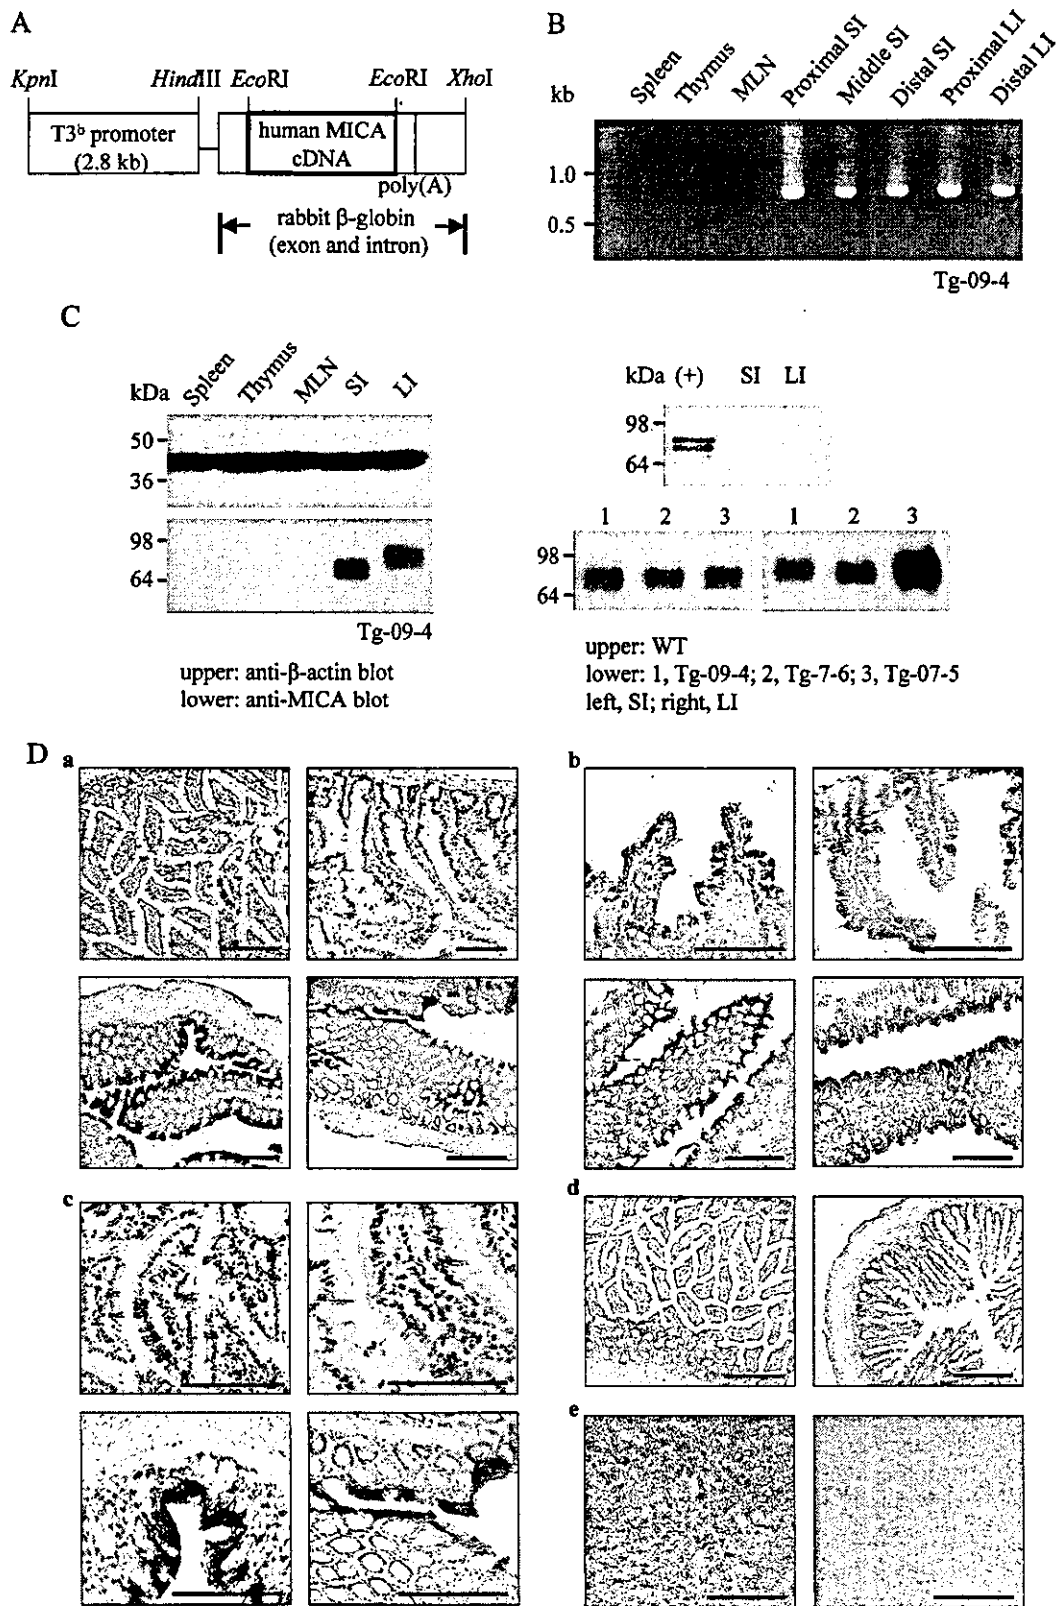 A
KpnI HindIII EcoRI EcoRI XhoI
T3ᵇ promoter
(2.8 kb)
human MICA
cDNA
poly(A)
rabbit β-globin
(exon and intron)
B
kb Spleen Thymus MLN Proximal SI Middle SI Distal SI Proximal LI Distal LI
1.0
0.5
Tg-09-4
C
kDa Spleen Thymus MLN SI LI
50
36
98
64
Tg-09-4
upper: anti-β-actin blot
lower: anti-MICA blot
kDa (+) SI LI
98
64
1 2 3 1 2 3
98
64
upper: WT
lower: 1, Tg-09-4; 2, Tg-7-6; 3, Tg-07-5
left, SI; right, LI
D
a
b
c
d
e